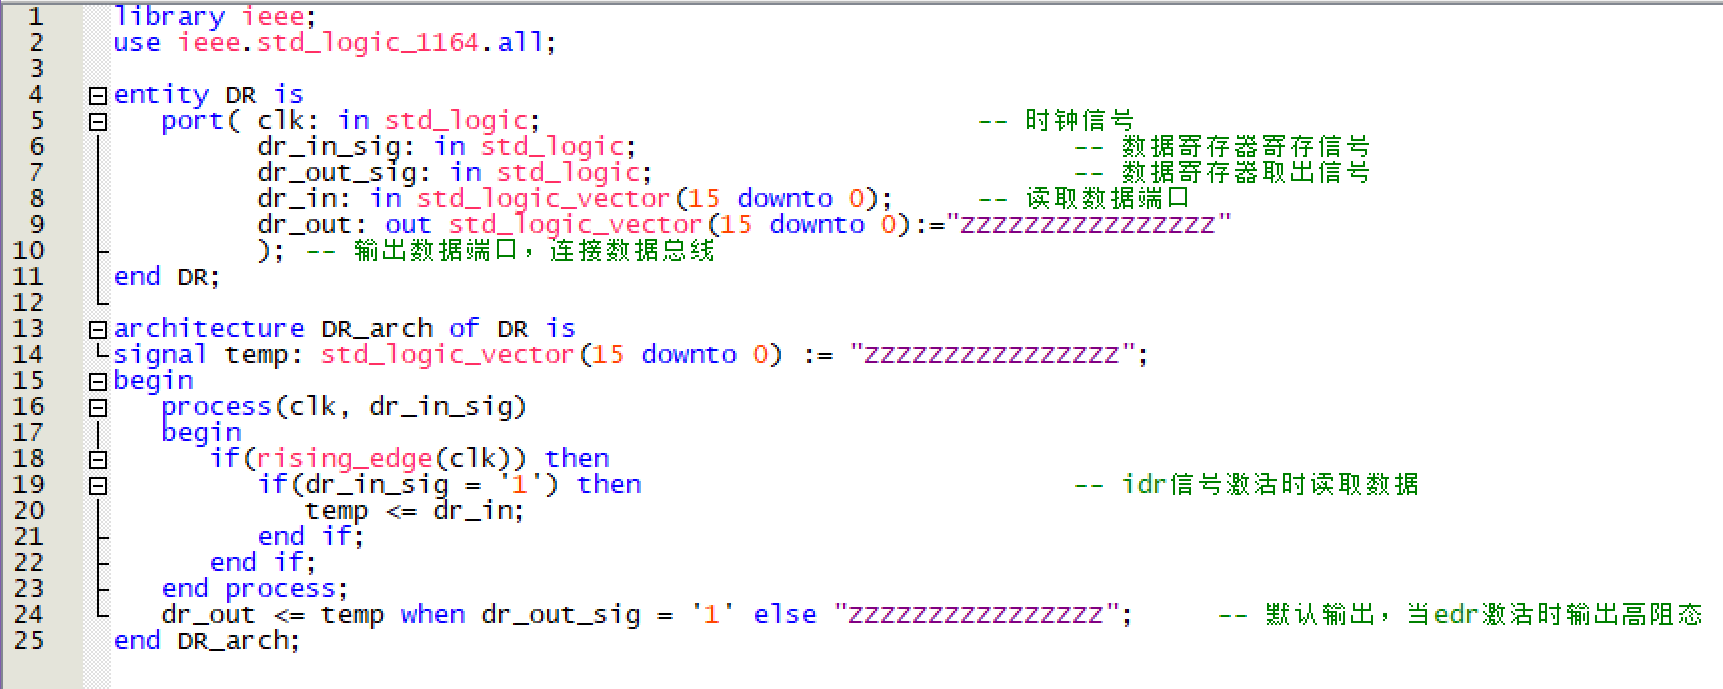 1 library ieee;
2 use ieee.std_logic_1164.all;
3
4 entity DR is
5 port( clk: in std_logic; -- 时钟信号
6 dr_in_sig: in std_logic; -- 数据寄存器寄存信号
7 dr_out_sig: in std_logic; -- 数据寄存器取出信号
8 dr_in: in std_logic_vector(15 downto 0); -- 读取数据端口
9 dr_out: out std_logic_vector(15 downto 0):="ZZZZZZZZZZZZZZZZ"
10 ); -- 输出数据端口，连接数据总线
11 end DR;
12
13 architecture DR_arch of DR is
14 signal temp: std_logic_vector(15 downto 0) := "ZZZZZZZZZZZZZZZZ";
15 begin
16 process(clk, dr_in_sig)
17 begin
18 if(rising_edge(clk)) then
19 if(dr_in_sig = '1') then -- idr信号激活时读取数据
20 temp <= dr_in;
21 end if;
22 end if;
23 end process;
24 dr_out <= temp when dr_out_sig = '1' else "ZZZZZZZZZZZZZZZZ"; -- 默认输出，当edr激活时输出高阻态
25 end DR_arch;